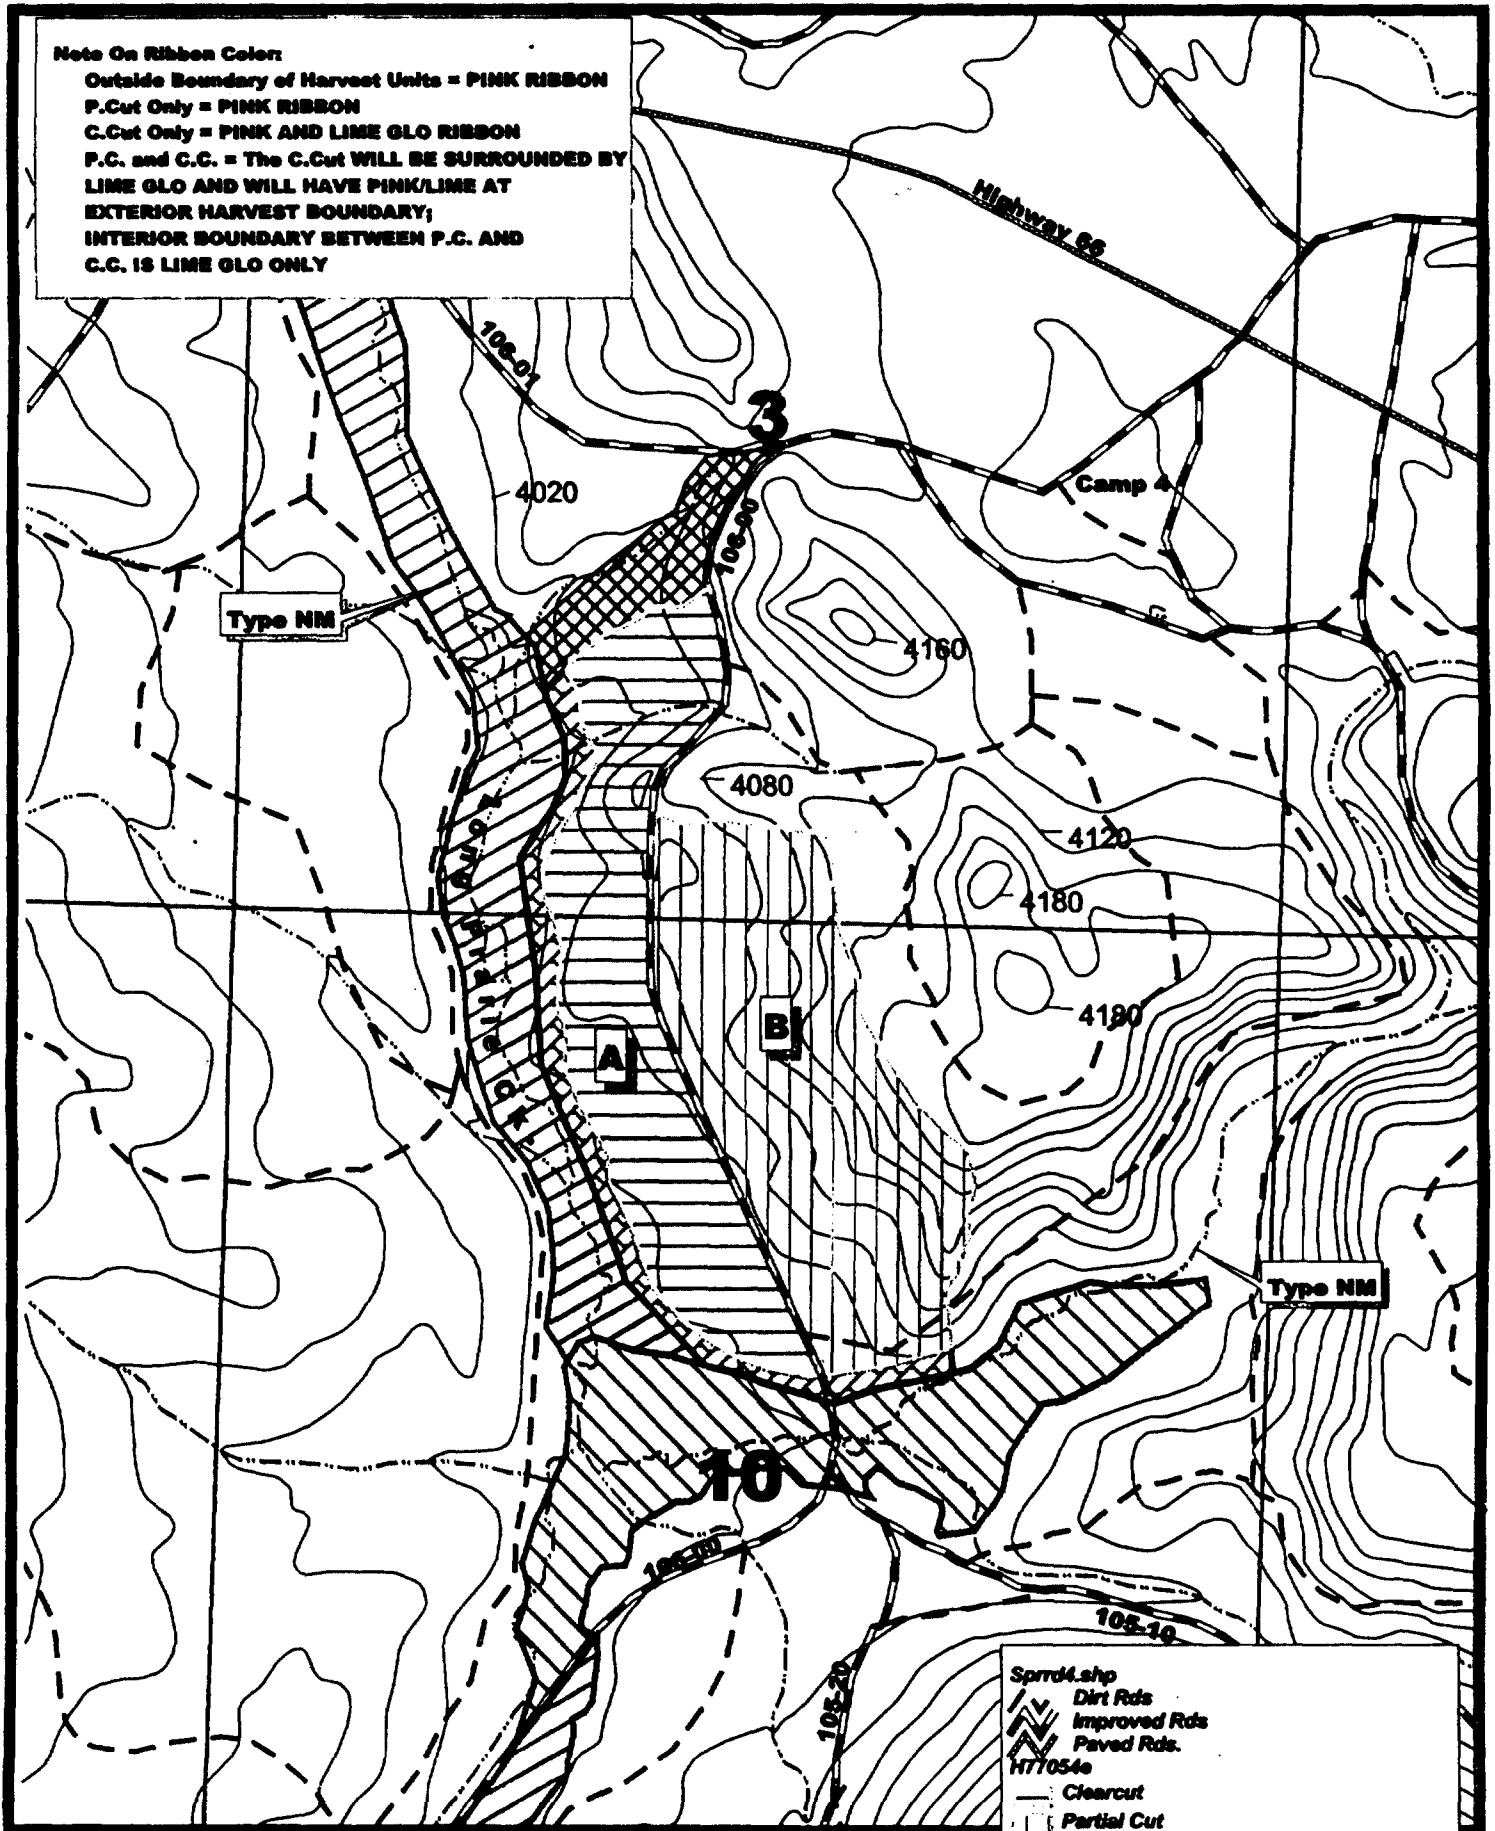 Note On Ribbon Color:
Outside Boundary of Harvest Units = PINK RIBBON
P.Cut Only = PINK RIBBON
C.Cut Only = PINK AND LIME GLO RIBBON
P.C. and C.C. = The C.Cut WILL BE SURROUNDED BY
LIME GLO AND WILL HAVE PINK/LIME AT
EXTERIOR HARVEST BOUNDARY;
INTERIOR BOUNDARY BETWEEN P.C. AND
C.C. IS LIME GLO ONLY
Highway 66
106-01
3
4020
Camp 4
106-00
Type NM
4160
4080
4120
4180
4180
B
A
Type NM
10
105-10
105-20
Sprrd4.shp
Dirt Rds
Improved Rds
Paved Rds.
H77054e
Clearcut
Partial Cut